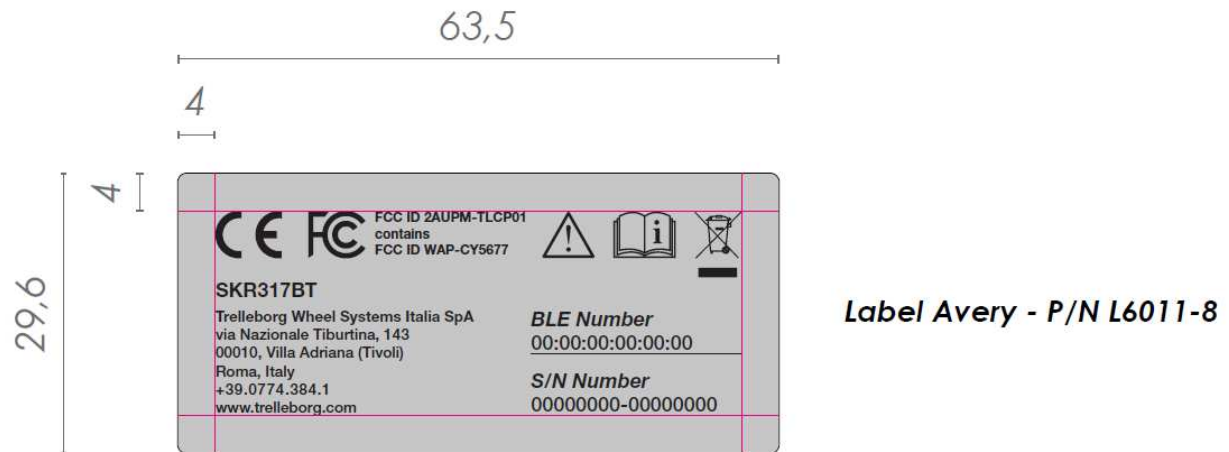 63,5
4
4
29,6
CE FC FCC ID 2AUPM-TLCP01
contains
FCC ID WAP-CY5677
i
SKR317BT
Trelleborg Wheel Systems Italia SpA
via Nazionale Tiburtina, 143
00010, Villa Adriana (Tivoli)
Roma, Italy
+39.0774.384.1
www.trelleborg.com
BLE Number
00:00:00:00:00:00
S/N Number
00000000-00000000
Label Avery - P/N L6011-8